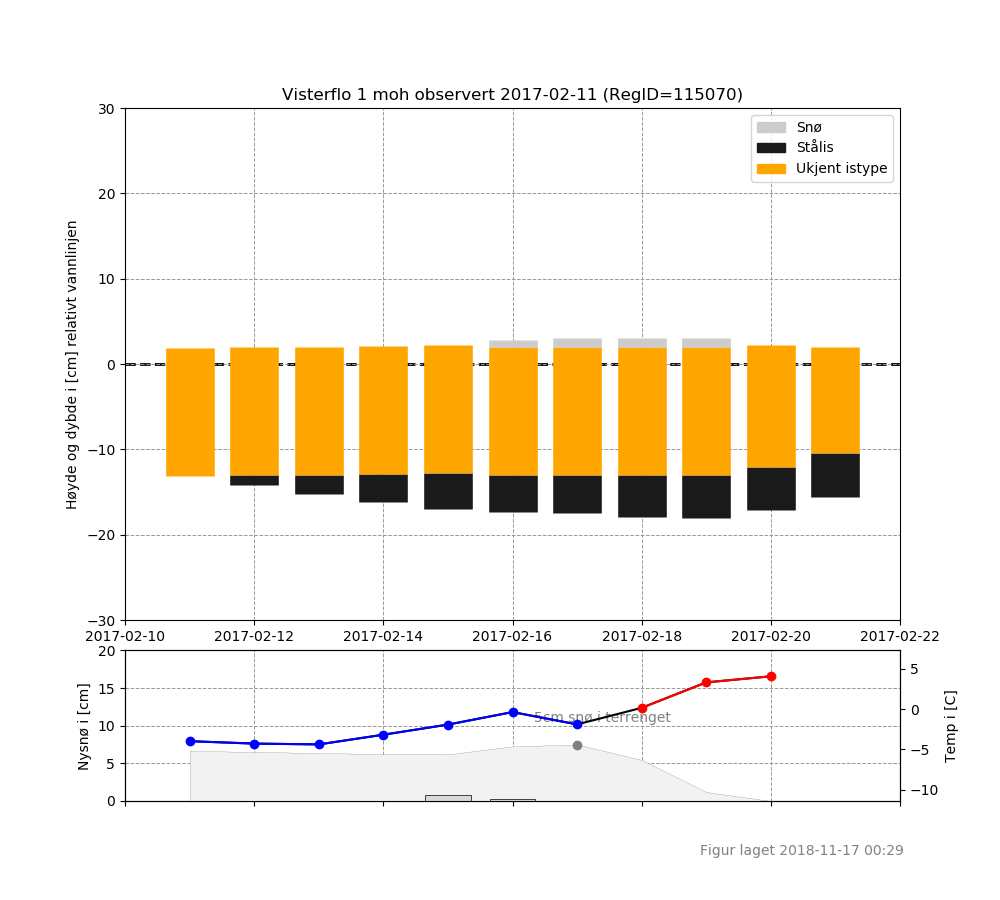 Visterflo 1 moh observert 2017-02-11 (RegID=115070)
Snø
Stålis
Ukjent istype
Høyde og dybde i [cm] relativt vannlinjen
30
20
10
0
−10
−20
−30
2017-02-10 2017-02-12 2017-02-14 2017-02-16 2017-02-18 2017-02-20 2017-02-22
Nysnø i [cm]
20
15
10
5
0
5cm snø i terrenget
5
0
−5
−10
Temp i [C]
Figur laget 2018-11-17 00:29